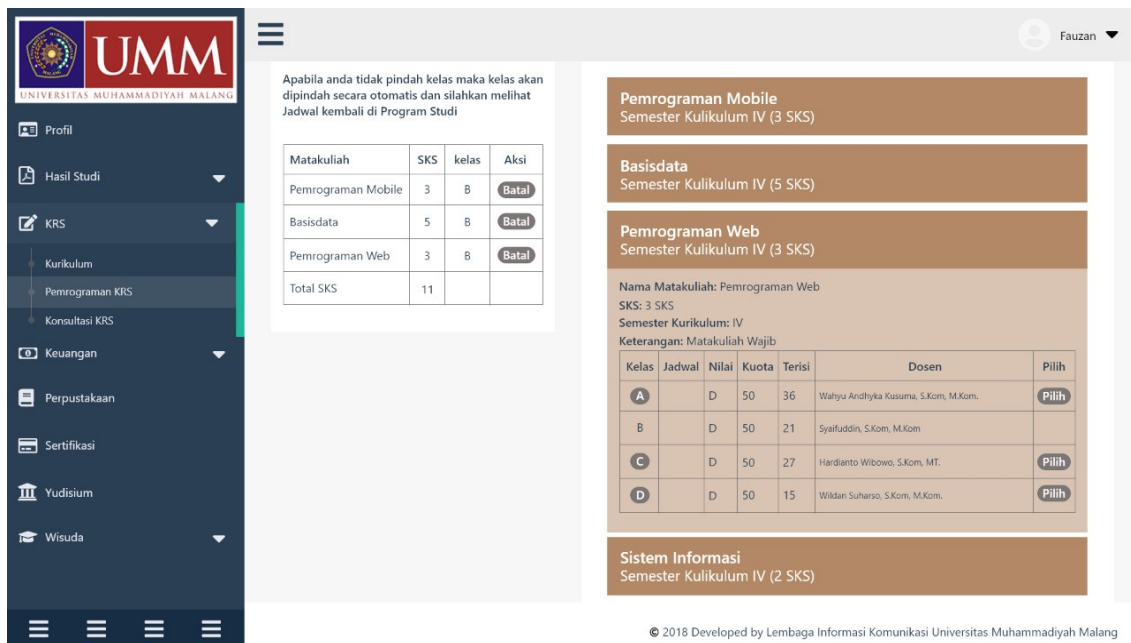 UMM
UNIVERSITAS MUHAMMADIYAH MALANG
Profil
Hasil Studi
KRS
Kurikulum
Pemrograman KRS
Konsultasi KRS
Keuangan
Perpustakaan
Sertifikasi
Yudisium
Wisuda
Fauzan
Apabila anda tidak pindah kelas maka kelas akan
dipindah secara otomatis dan silahkan melihat
Jadwal kembali di Program Studi
Matakuliah SKS kelas Aksi
Pemrograman Mobile 3 B Batal
Basisdata 5 B Batal
Pemrograman Web 3 B Batal
Total SKS 11
Pemrograman Mobile
Semester Kulikulum IV (3 SKS)
Basisdata
Semester Kulikulum IV (5 SKS)
Pemrograman Web
Semester Kulikulum IV (3 SKS)
Nama Matakuliah: Pemrograman Web
SKS: 3 SKS
Semester Kurikulum: IV
Keterangan: Matakuliah Wajib
Kelas Jadwal Nilai Kuota Terisi Dosen Pilih
A D 50 36 Wahyu Andhyka Kusuma, S.Kom, M.Kom. Pilih
B D 50 21 Syaifuddin, S.Kom, M.Kom
C D 50 27 Hardianto Wibowo, S.Kom, MT. Pilih
D D 50 15 Wildan Suharso, S.Kom, M.Kom. Pilih
Sistem Informasi
Semester Kulikulum IV (2 SKS)
© 2018 Developed by Lembaga Informasi Komunikasi Universitas Muhammadiyah Malang